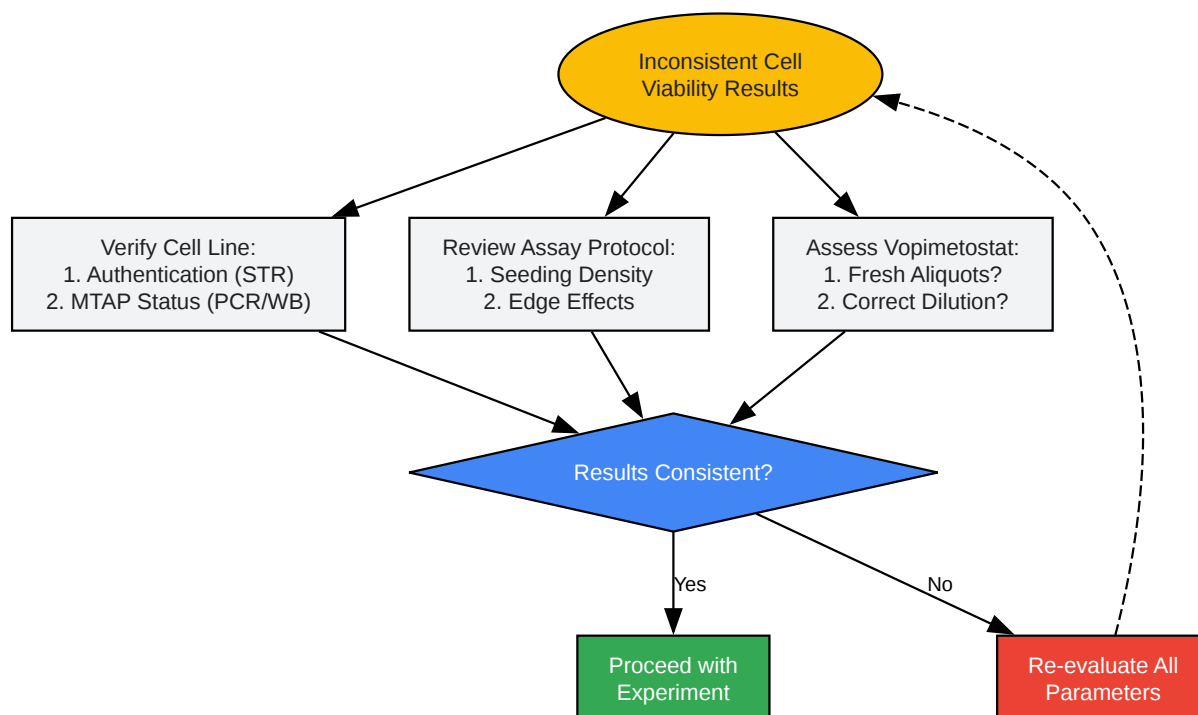 Inconsistent Cell
Viability Results
Verify Cell Line:
1. Authentication (STR)
2. MTAP Status (PCR/WB)
Review Assay Protocol:
1. Seeding Density
2. Edge Effects
Assess Vopimetostat:
1. Fresh Aliquots?
2. Correct Dilution?
Results Consistent?
Yes
No
Proceed with
Experiment
Re-evaluate All
Parameters